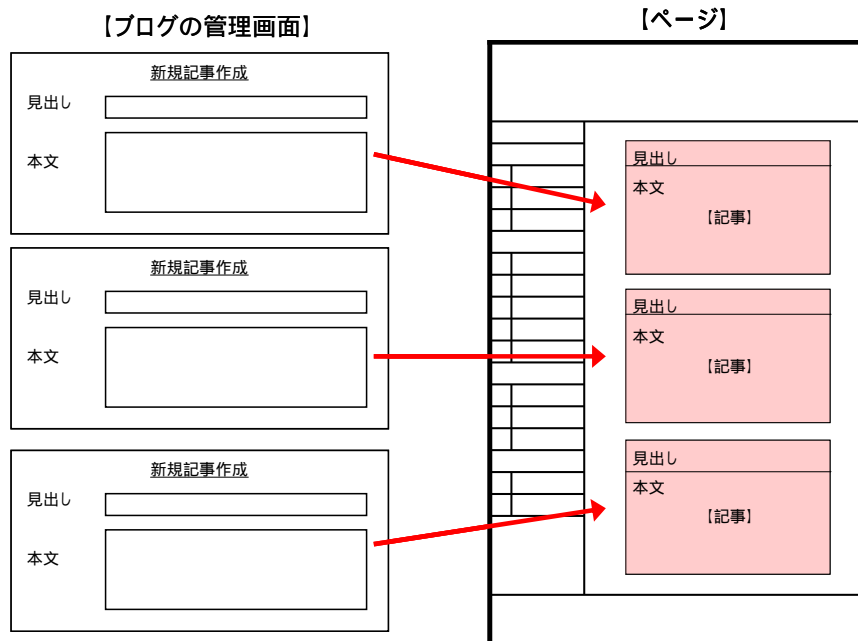 【ブログの管理画面】
新規記事作成
見出し
本文
新規記事作成
見出し
本文
新規記事作成
見出し
本文
【ページ】
見出し
本文
【記事】
見出し
本文
【記事】
見出し
本文
【記事】